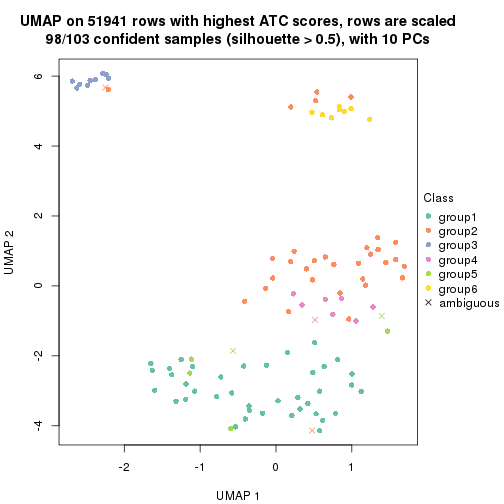 UMAP on 51941 rows with highest ATC scores, rows are scaled
98/103 confident samples (silhouette > 0.5), with 10 PCs
6
4
2
0
-2
-4
UMAP 2
-2
-1
0
1
UMAP 1
Class
group1
group2
group3
group4
group5
group6
ambiguous